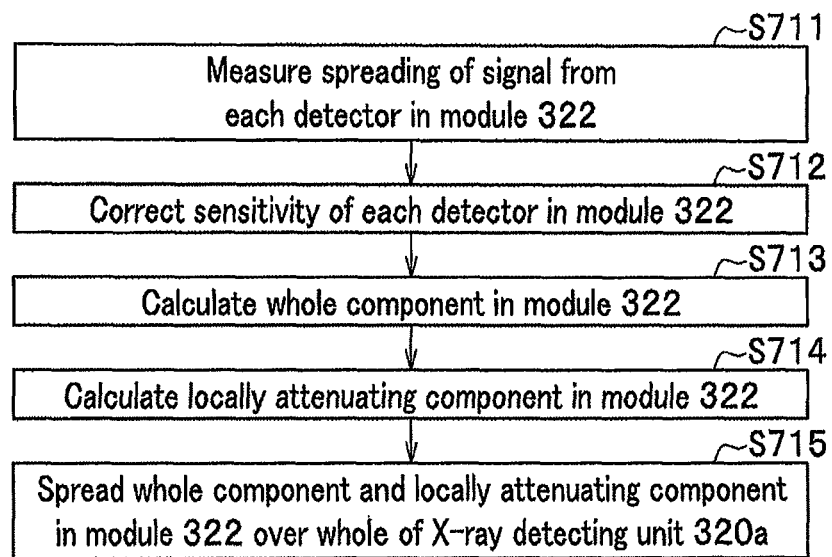 S711
Measure spreading of signal from
each detector in module 322
S712
Correct sensitivity of each detector in module 322
S713
Calculate whole component in module 322
S714
Calculate locally attenuating component in module 322
S715
Spread whole component and locally attenuating component
in module 322 over whole of X-ray detecting unit 320a